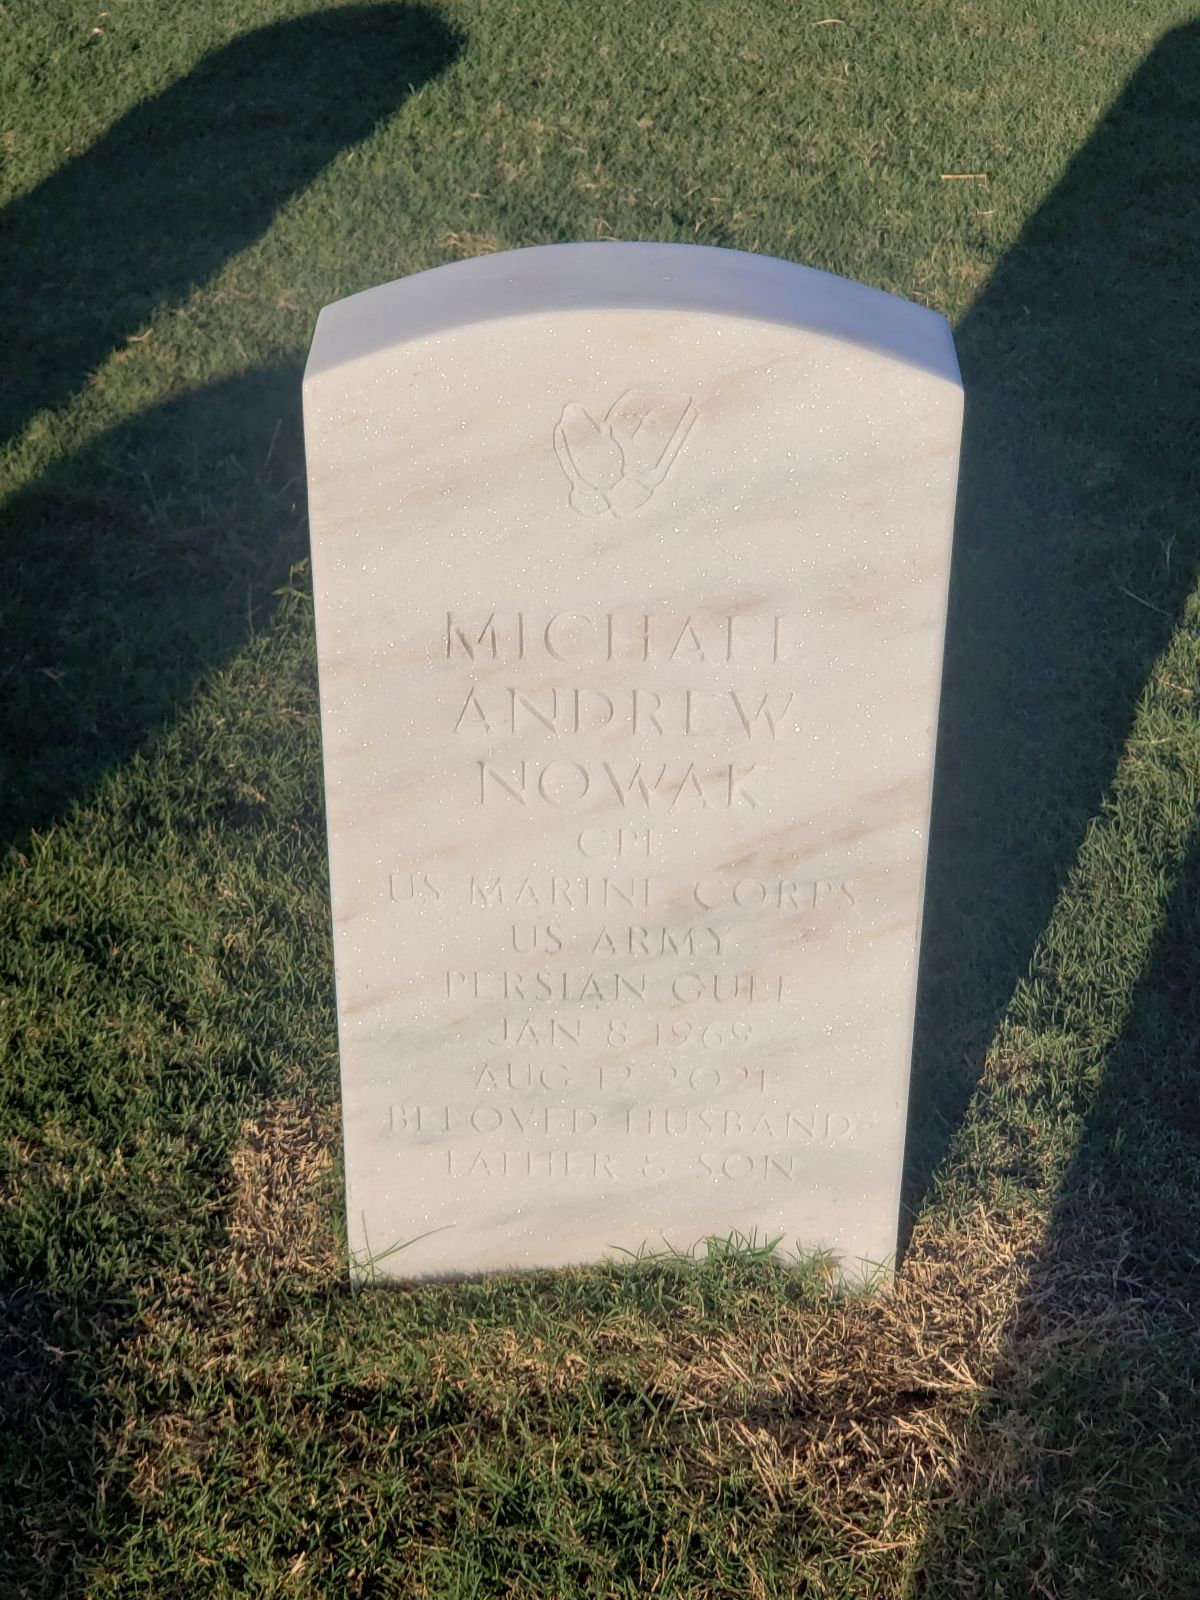 MICHAEL
ANDREW
NOWAK
CPL
US MARINE CORPS
US ARMY
PERSIAN GULF
JAN 8 1969
AUG 12 2021
BELOVED HUSBAND
FATHER & SON